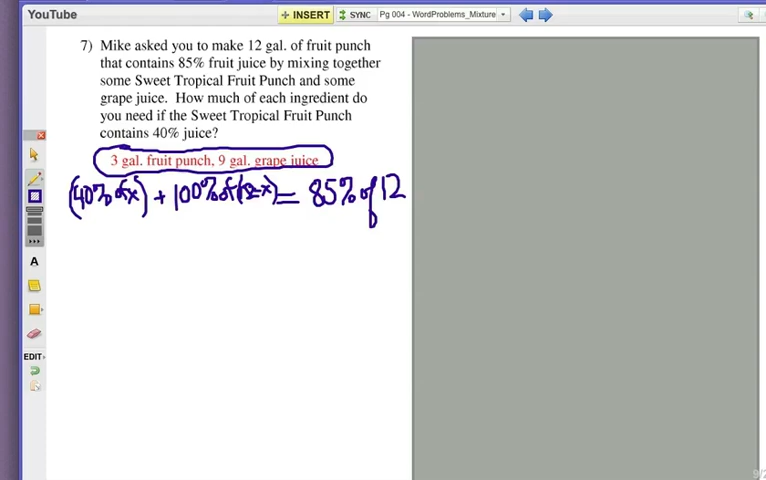 YouTube
+ INSERT SYNC Pg 004 - WordProblems_Mixture
7) Mike asked you to make 12 gal. of fruit punch
that contains 85% fruit juice by mixing together
some Sweet Tropical Fruit Punch and some
grape juice. How much of each ingredient do
you need if the Sweet Tropical Fruit Punch
contains 40% juice?
3 gal. fruit punch, 9 gal. grape juice
(40% of x) + 100% of (12-x) = 85% of 12
A
EDIT